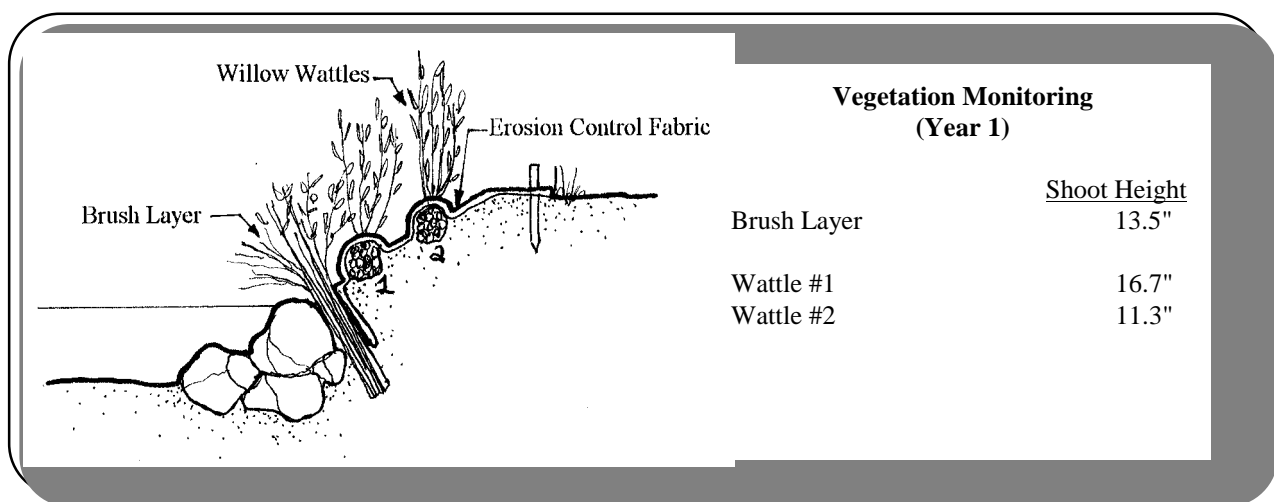 Willow Wattles
Erosion Control Fabric
Brush Layer
1
2
Vegetation Monitoring
(Year 1)
Shoot Height
Brush Layer 13.5"
Wattle #1 16.7"
Wattle #2 11.3"